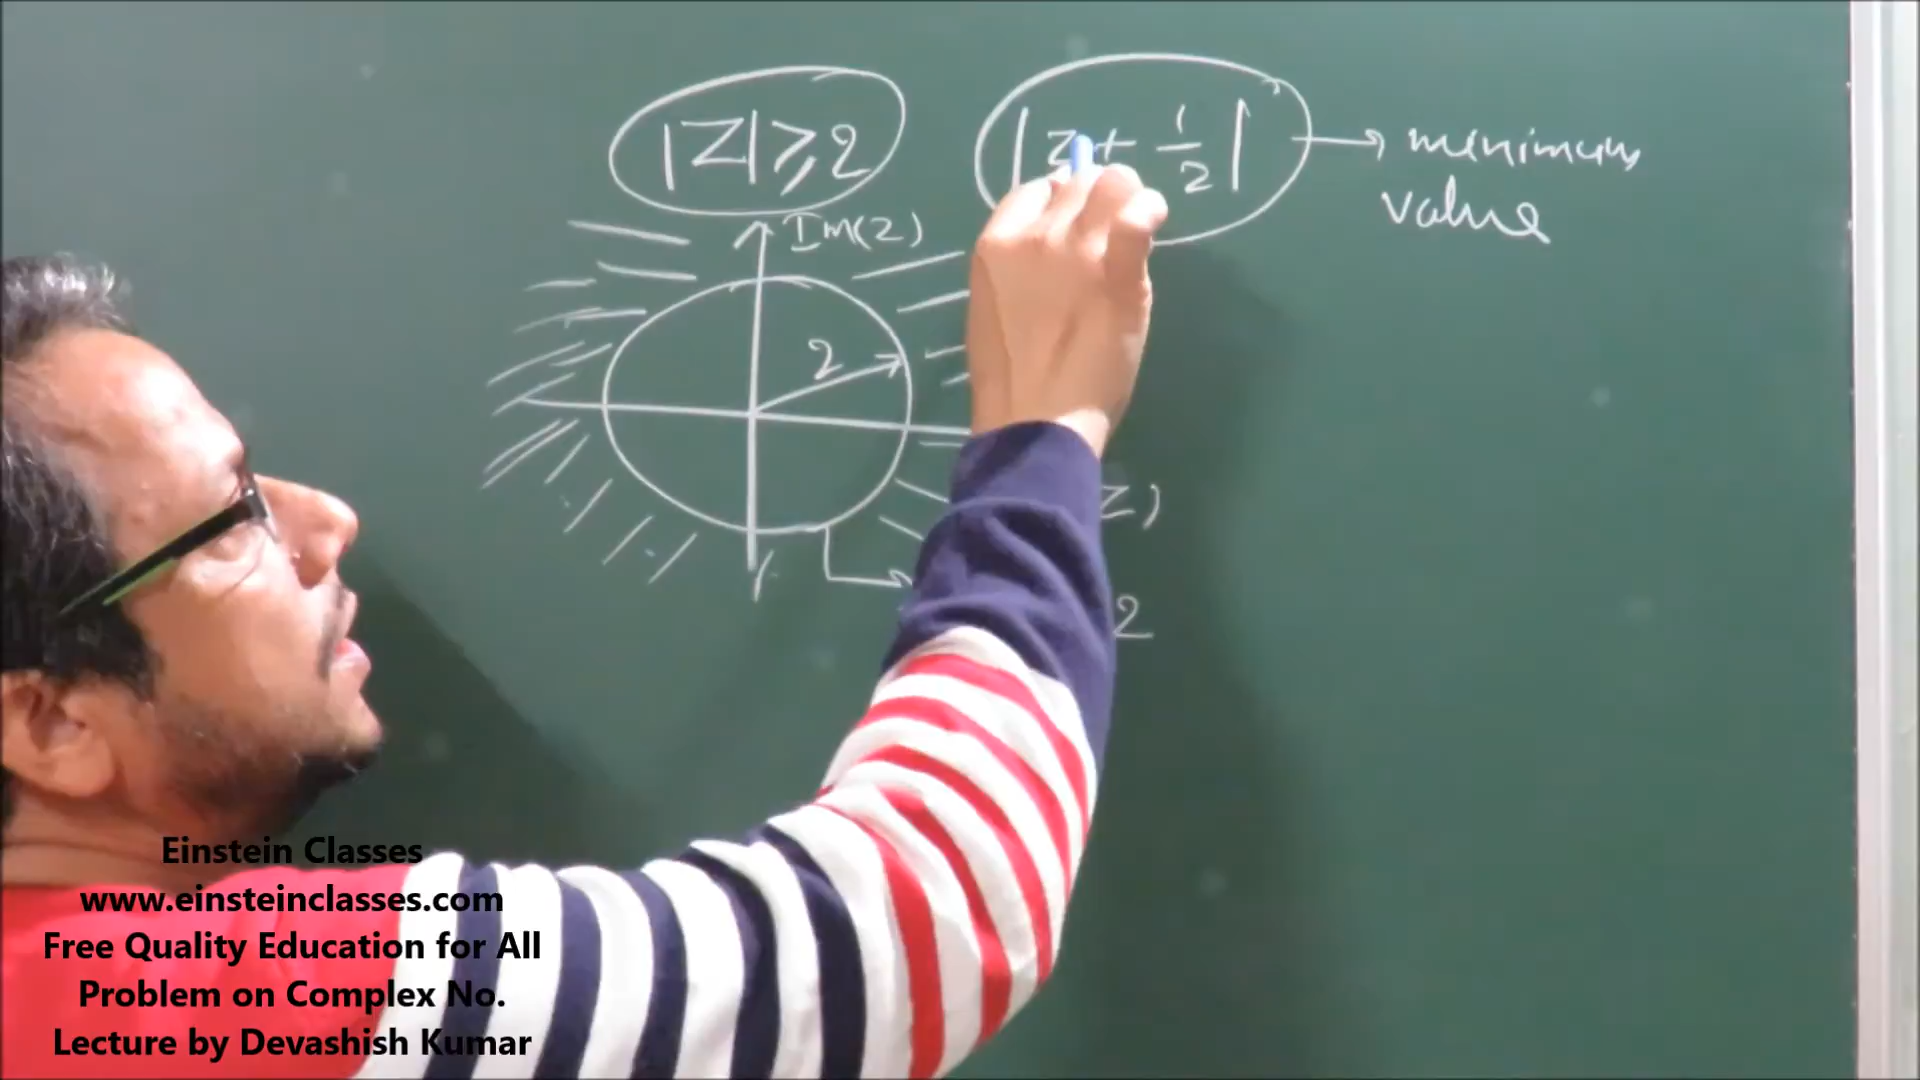 |Z| ⩾ 2
|z + 1/2| → minimum
value
Im(Z)
2
Z)
2
Einstein Classes
www.einsteinclasses.com
Free Quality Education for All
Problem on Complex No.
Lecture by Devashish Kumar